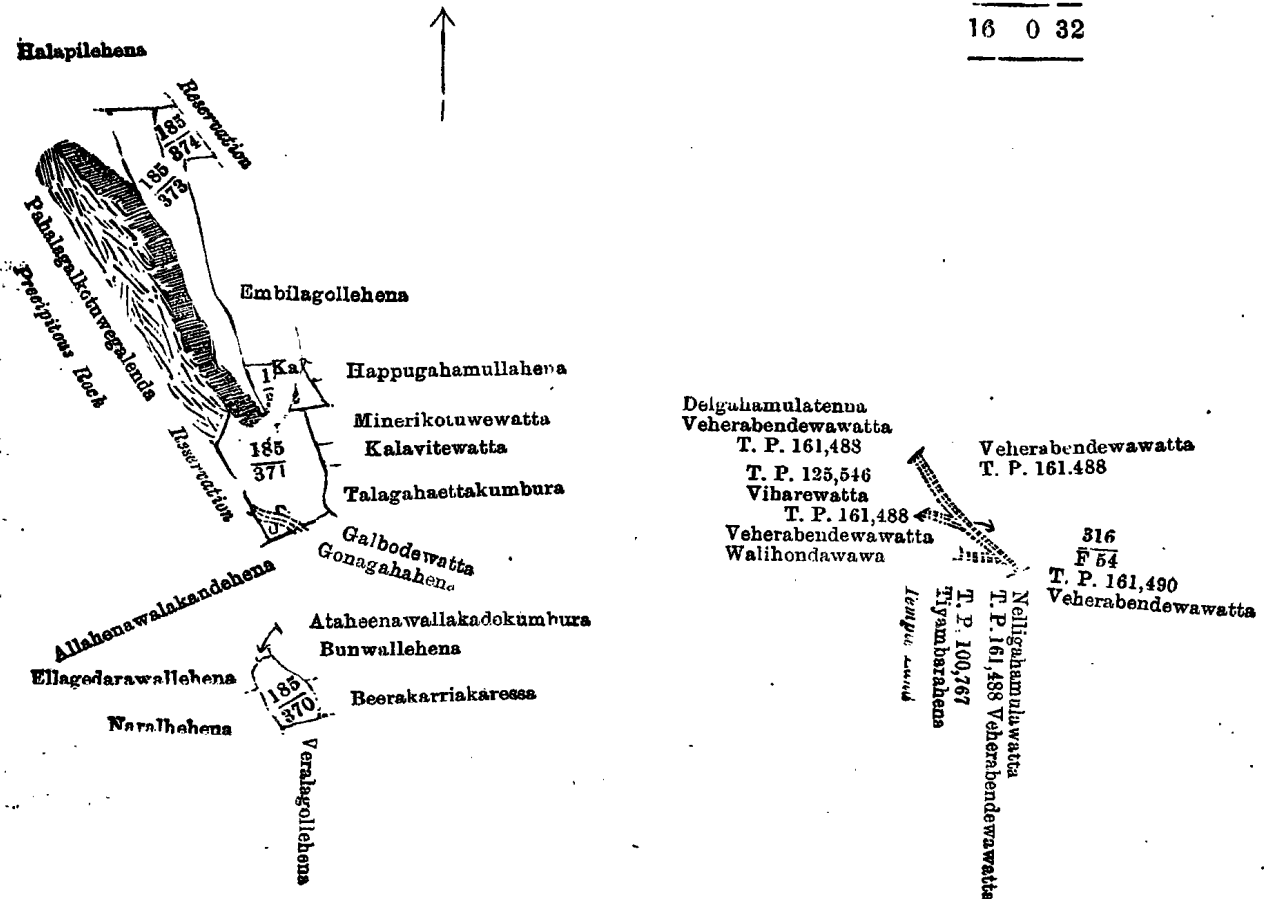 16 0 32
Halapilehena
Reservation
185
374
185
373
Pahalagalkotuwegalenda
Precipitous Rock
Embilagollehena
Ka
Happugahamullahena
Minerikotuwewatta
Kalavitewatta
185
371
Reservation
Talagahaettakumbura
Galbodewatta
Gonagahahena
Allahenawalakandehena
Ataheenawallakadekumbura
Bunwallehena
Ellagedarawallehena
185
370
Beerakarriakaressa
Naralhehena
Veralagollehena
Delgahamulatenna
Veherabendewawatta
T. P. 161,488
T. P. 125,546
Viharewatta
T. P. 161,488
Veherabendewawatta
Walihondawawa
Veherabendewawatta
T. P. 161.488
316
F 54
T. P. 161,490
Veherabendewawatta
Nelligahamulawatta
T. P. 161,488 Veherabendewawatta
T. P. 100,767
Tiyambarahena